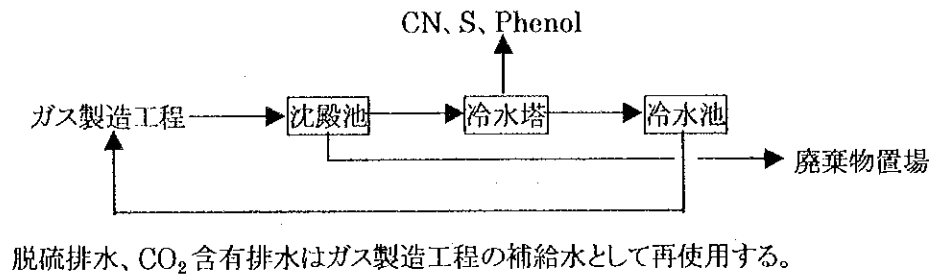 CN、S、Phenol
ガス製造工程
沈殿池
冷水塔
冷水池
廃棄物置場
脱硫排水、CO₂含有排水はガス製造工程の補給水として再使用する。